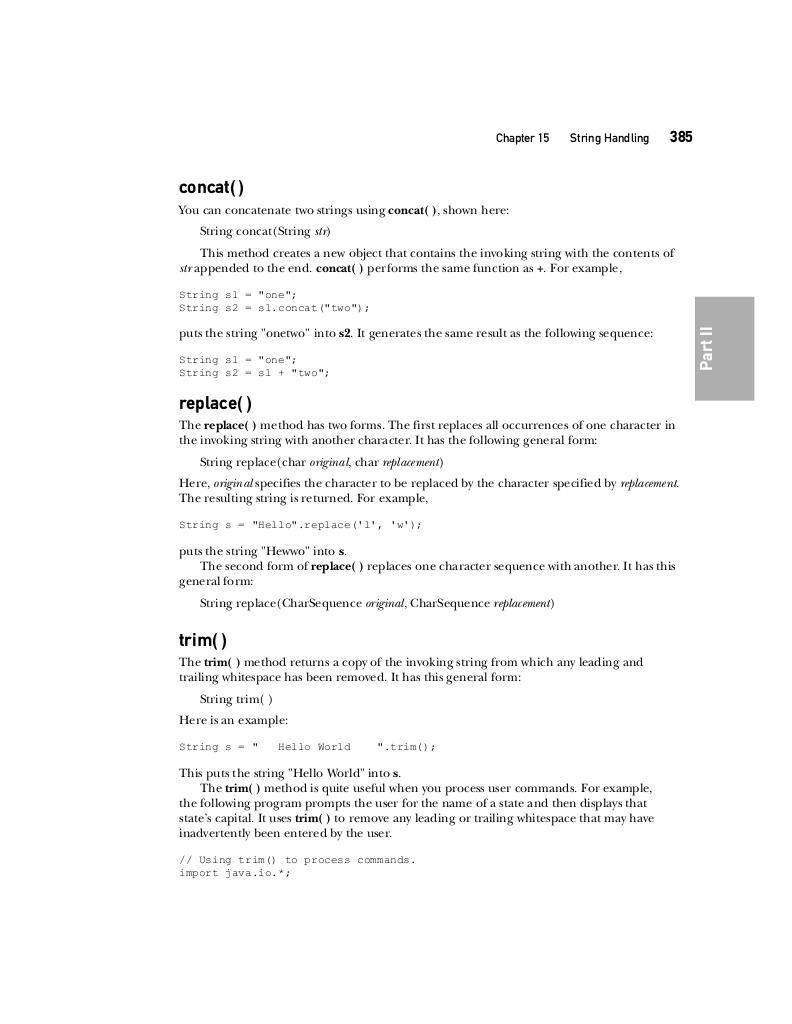 Chapter 15 String Handling 385
concat( )
You can concatenate two strings using concat( ), shown here:
String concat(String str)
This method creates a new object that contains the invoking string with the contents of
str appended to the end. concat( ) performs the same function as +. For example,
String s1 = "one";
String s2 = s1.concat("two");
puts the string "onetwo" into s2. It generates the same result as the following sequence:
String s1 = "one";
String s2 = s1 + "two";
Part II
replace( )
The replace( ) method has two forms. The first replaces all occurrences of one character in
the invoking string with another character. It has the following general form:
String replace(char original, char replacement)
Here, original specifies the character to be replaced by the character specified by replacement.
The resulting string is returned. For example,
String s = "Hello".replace('l', 'w');
puts the string "Hewwo" into s.
The second form of replace( ) replaces one character sequence with another. It has this
general form:
String replace(CharSequence original, CharSequence replacement)
trim( )
The trim( ) method returns a copy of the invoking string from which any leading and
trailing whitespace has been removed. It has this general form:
String trim( )
Here is an example:
String s = "   Hello World    ".trim();
This puts the string "Hello World" into s.
The trim( ) method is quite useful when you process user commands. For example,
the following program prompts the user for the name of a state and then displays that
state's capital. It uses trim( ) to remove any leading or trailing whitespace that may have
inadvertently been entered by the user.
// Using trim() to process commands.
import java.io.*;